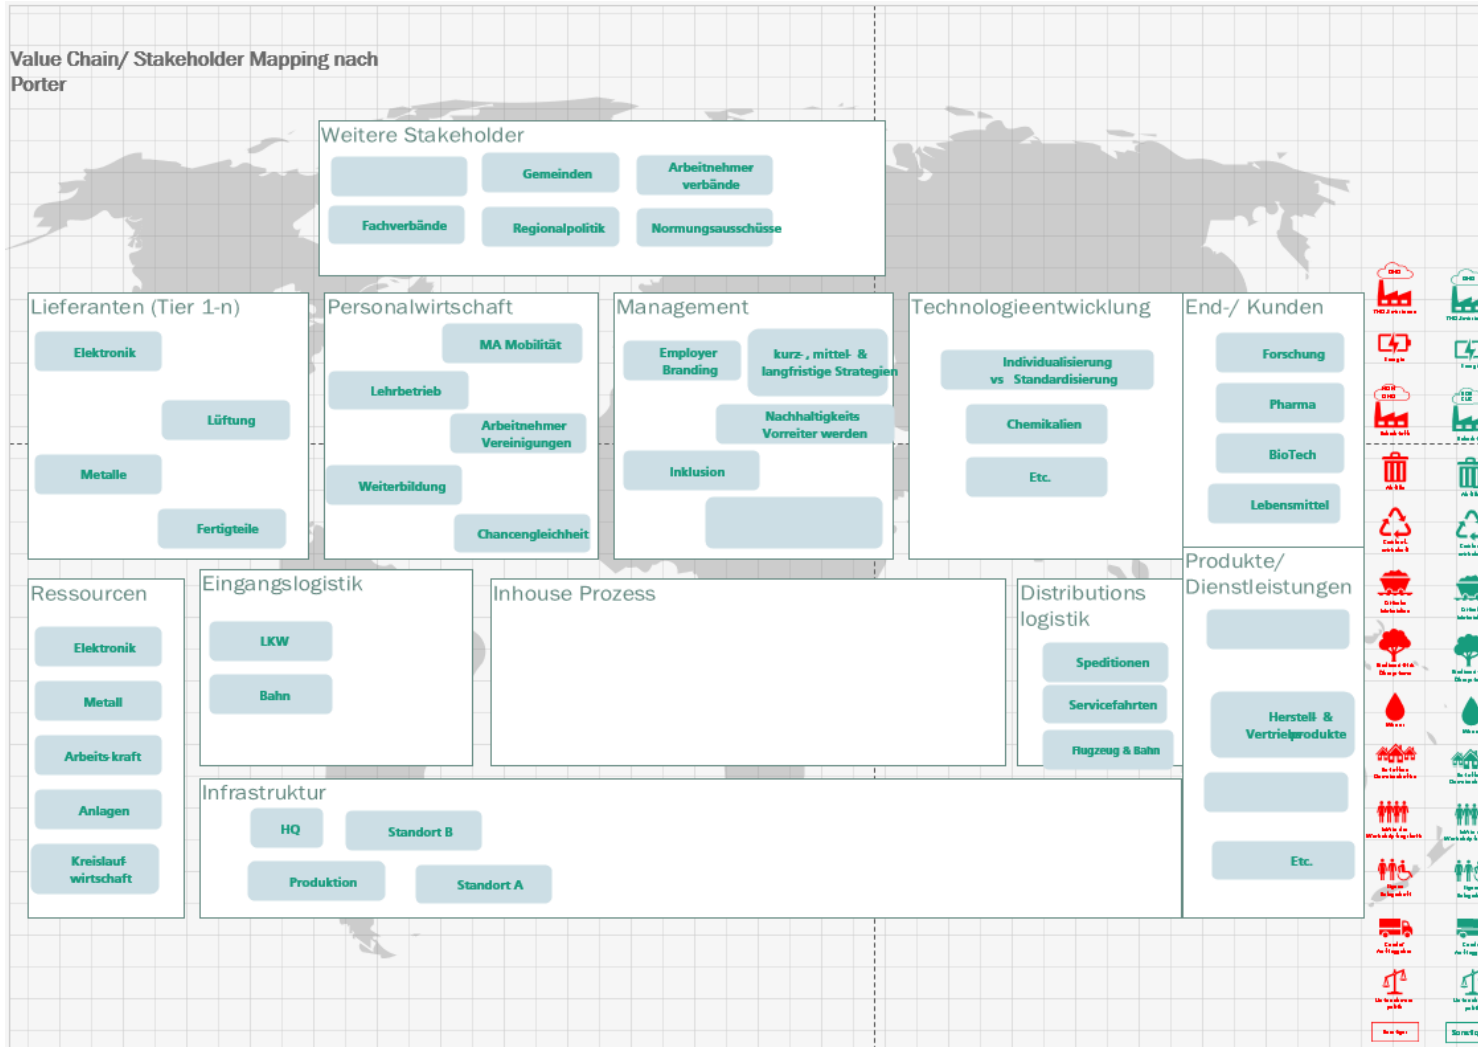 Value Chain/ Stakeholder Mapping nach
Porter
Weitere Stakeholder
Gemeinden
Arbeitnehmer
verbände
Fachverbände
Regionalpolitik
Normungsausschüsse
Lieferanten (Tier 1-n)
Elektronik
Lüftung
Metalle
Fertigteile
Personalwirtschaft
MA Mobilität
Lehrbetrieb
Arbeitnehmer
Vereinigungen
Weiterbildung
Chancengleichheit
Management
Employer
Branding
kurz-, mittel- &
langfristige Strategien
Nachhaltigkeits
Vorreiter werden
Inklusion
Technologieentwicklung
Individualisierung
vs Standardisierung
Chemikalien
Etc.
End-/ Kunden
Forschung
Pharma
BioTech
Lebensmittel
Ressourcen
Elektronik
Metall
Arbeits-kraft
Anlagen
Kreislauf-
wirtschaft
Eingangslogistik
LKW
Bahn
Inhouse Prozess
Distributions
logistik
Speditionen
Servicefahrten
Flugzeug & Bahn
Produkte/
Dienstleistungen
Herstell- &
Vertriebsprodukte
Etc.
Infrastruktur
HQ
Standort B
Produktion
Standort A